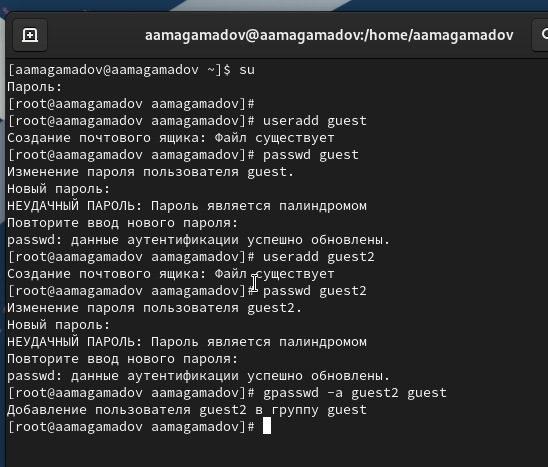 aamagamadov@aamagamadov:/home/aamagamadov
[aamagamadov@aamagamadov ~]$ su
Пароль:
[root@aamagamadov aamagamadov]#
[root@aamagamadov aamagamadov]# useradd guest
Создание почтового ящика: Файл существует
[root@aamagamadov aamagamadov]# passwd guest
Изменение пароля пользователя guest.
Новый пароль:
НЕУДАЧНЫЙ ПАРОЛЬ: Пароль является палиндромом
Повторите ввод нового пароля:
passwd: данные аутентификации успешно обновлены.
[root@aamagamadov aamagamadov]# useradd guest2
Создание почтового ящика: Файл существует
[root@aamagamadov aamagamadov]# passwd guest2
Изменение пароля пользователя guest2.
Новый пароль:
НЕУДАЧНЫЙ ПАРОЛЬ: Пароль является палиндромом
Повторите ввод нового пароля:
passwd: данные аутентификации успешно обновлены.
[root@aamagamadov aamagamadov]# gpasswd -a guest2 guest
Добавление пользователя guest2 в группу guest
[root@aamagamadov aamagamadov]#